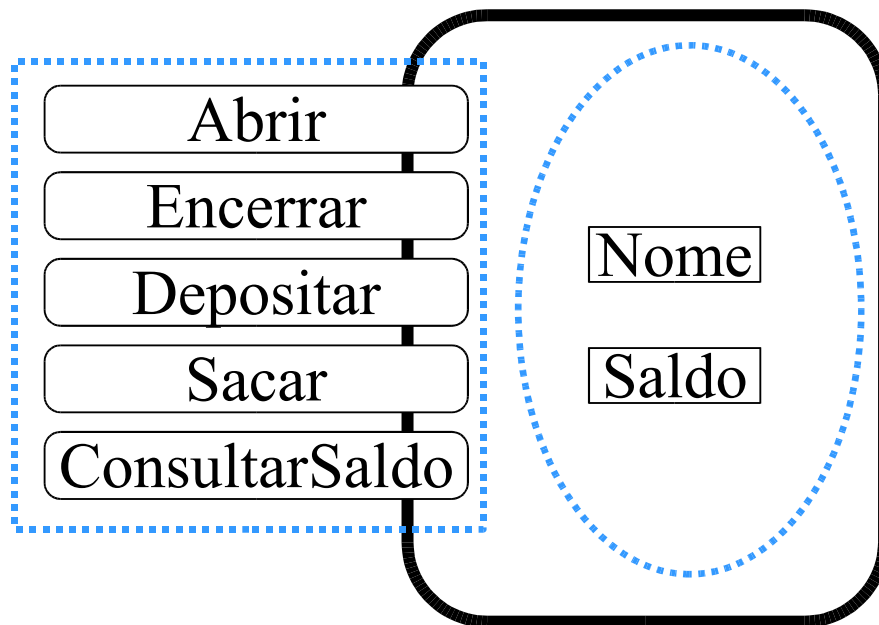 Abrir
Encerrar
Depositar
Sacar
ConsultarSaldo
Nome
Saldo